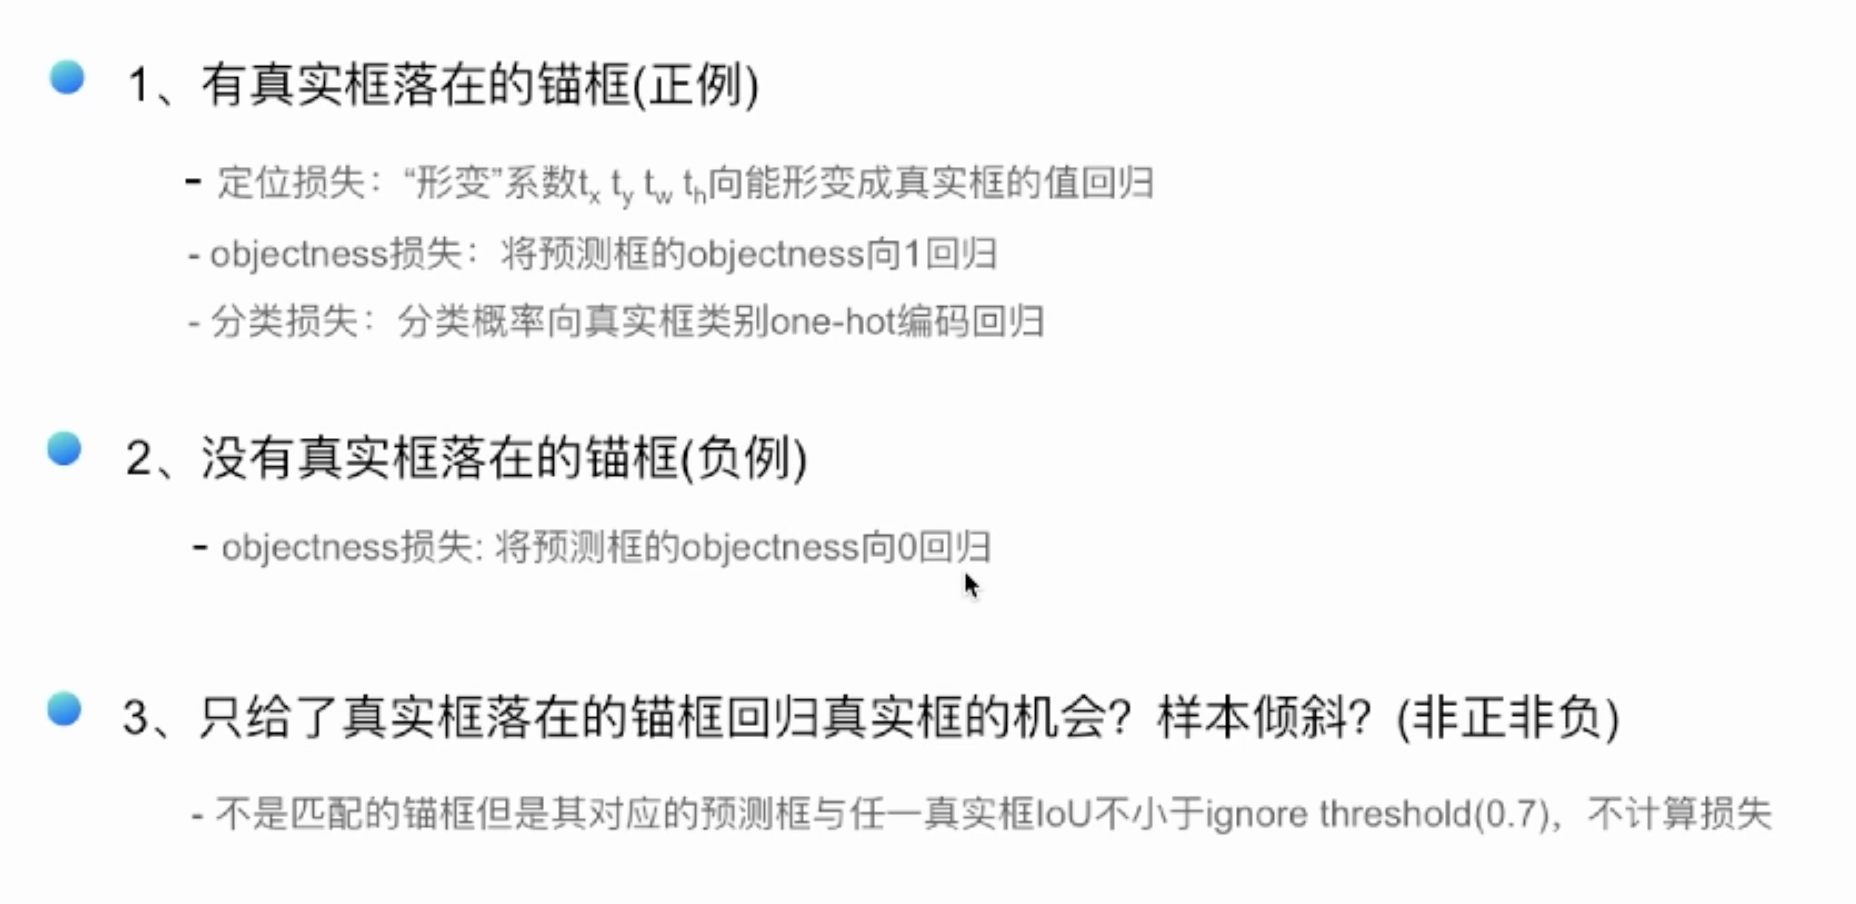 1、有真实框落在的锚框(正例)
- 定位损失：“形变”系数tx ty tw th向能形变成真实框的值回归
- objectness损失：将预测框的objectness向1回归
- 分类损失：分类概率向真实框类别one-hot编码回归
2、没有真实框落在的锚框(负例)
- objectness损失: 将预测框的objectness向0回归
3、只给了真实框落在的锚框回归真实框的机会？样本倾斜？(非正非负)
- 不是匹配的锚框但是其对应的预测框与任一真实框IoU不小于ignore threshold(0.7)，不计算损失